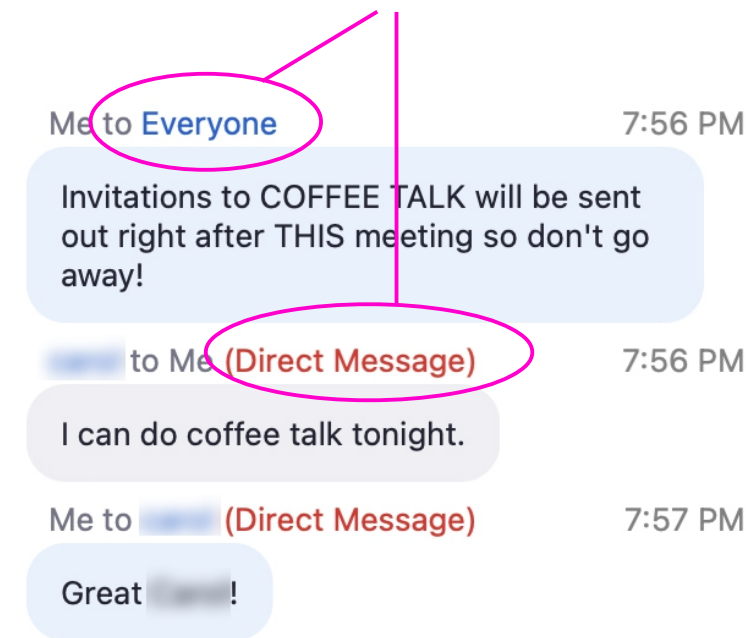 Me to Everyone 7:56 PM
Invitations to COFFEE TALK will be sent
out right after THIS meeting so don't go
away!
to Me (Direct Message) 7:56 PM
I can do coffee talk tonight.
Me to (Direct Message) 7:57 PM
Great !